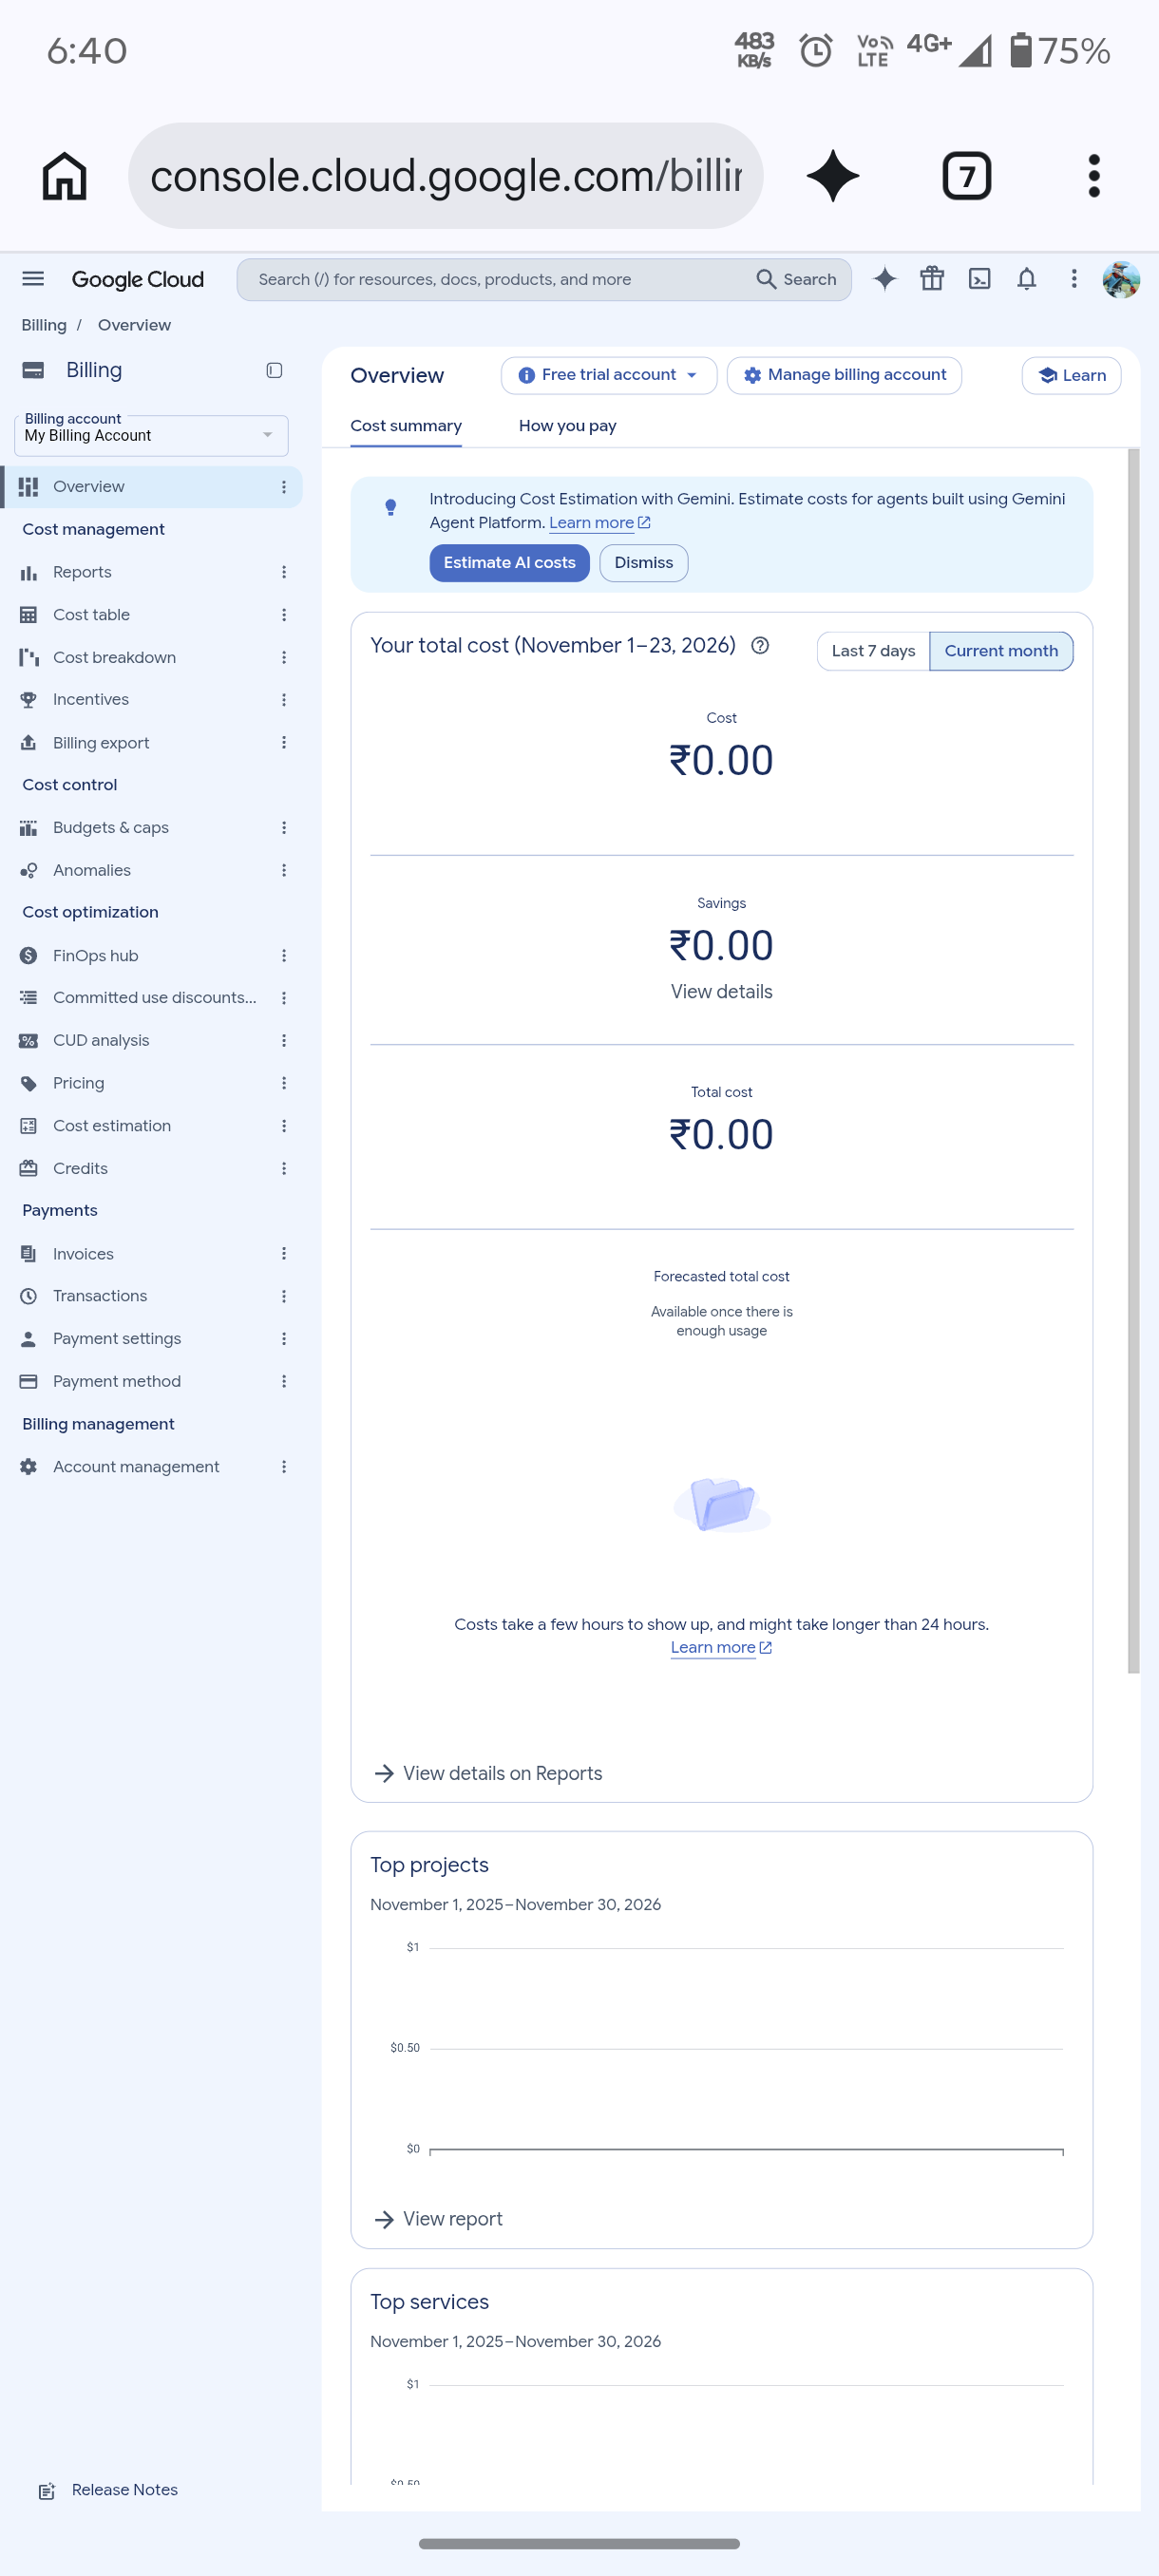 6:40
483
KB/s
Vo
LTE
4G+
75%
console.cloud.google.com/billin
7
Google Cloud
Search (/) for resources, docs, products, and more
Search
Billing / Overview
Billing
Billing account
My Billing Account
Overview
Cost management
Reports
Cost table
Cost breakdown
Incentives
Billing export
Cost control
Budgets & caps
Anomalies
Cost optimization
FinOps hub
Committed use discounts...
CUD analysis
Pricing
Cost estimation
Credits
Payments
Invoices
Transactions
Payment settings
Payment method
Billing management
Account management
Release Notes
Overview
Free trial account
Manage billing account
Learn
Cost summary
How you pay
Introducing Cost Estimation with Gemini. Estimate costs for agents built using Gemini
Agent Platform. Learn more
Estimate AI costs
Dismiss
Your total cost (November 1–23, 2026)
Last 7 days
Current month
Cost
₹0.00
Savings
₹0.00
View details
Total cost
₹0.00
Forecasted total cost
Available once there is
enough usage
Costs take a few hours to show up, and might take longer than 24 hours.
Learn more
View details on Reports
Top projects
November 1, 2025–November 30, 2026
$1
$0.50
$0
View report
Top services
November 1, 2025–November 30, 2026
$1
$0.50